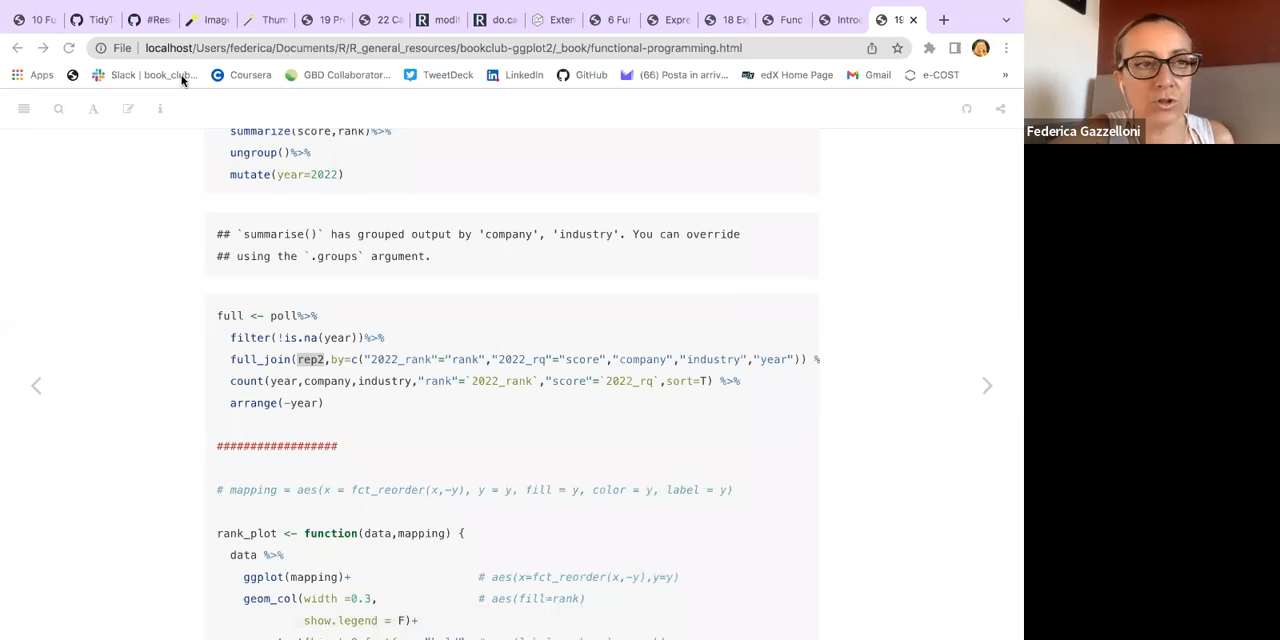 10 Fu
TidyT
#Res
Imag
Thum
19 Pr
22 Ca
modif
do.ca
Exten
6 Fun
Expre
18 Ex
Func
Introd
19
File localhost/Users/federica/Documents/R/R_general_resources/bookclub-ggplot2/_book/functional-programming.html
Apps
Slack | book_club...
Coursera
GBD Collaborator...
TweetDeck
LinkedIn
GitHub
(66) Posta in arriv...
edX Home Page
Gmail
e-COST
»
Federica Gazzelloni
summarize(score,rank)%>%
ungroup()%>%
mutate(year=2022)
## `summarise()` has grouped output by 'company', 'industry'. You can override
## using the `.groups` argument.
full <- poll%>%
filter(!is.na(year))%>%
full_join(rep2,by=c("2022_rank"="rank","2022_rq"="score","company","industry","year")) %
count(year,company,industry,"rank"=`2022_rank`,"score"=`2022_rq`,sort=T) %>%
arrange(-year)
##################
# mapping = aes(x = fct_reorder(x,-y), y = y, fill = y, color = y, label = y)
rank_plot <- function(data,mapping) {
data %>%
ggplot(mapping)+ # aes(x=fct_reorder(x,-y),y=y)
geom_col(width =0.3, # aes(fill=rank)
show.legend = F)+